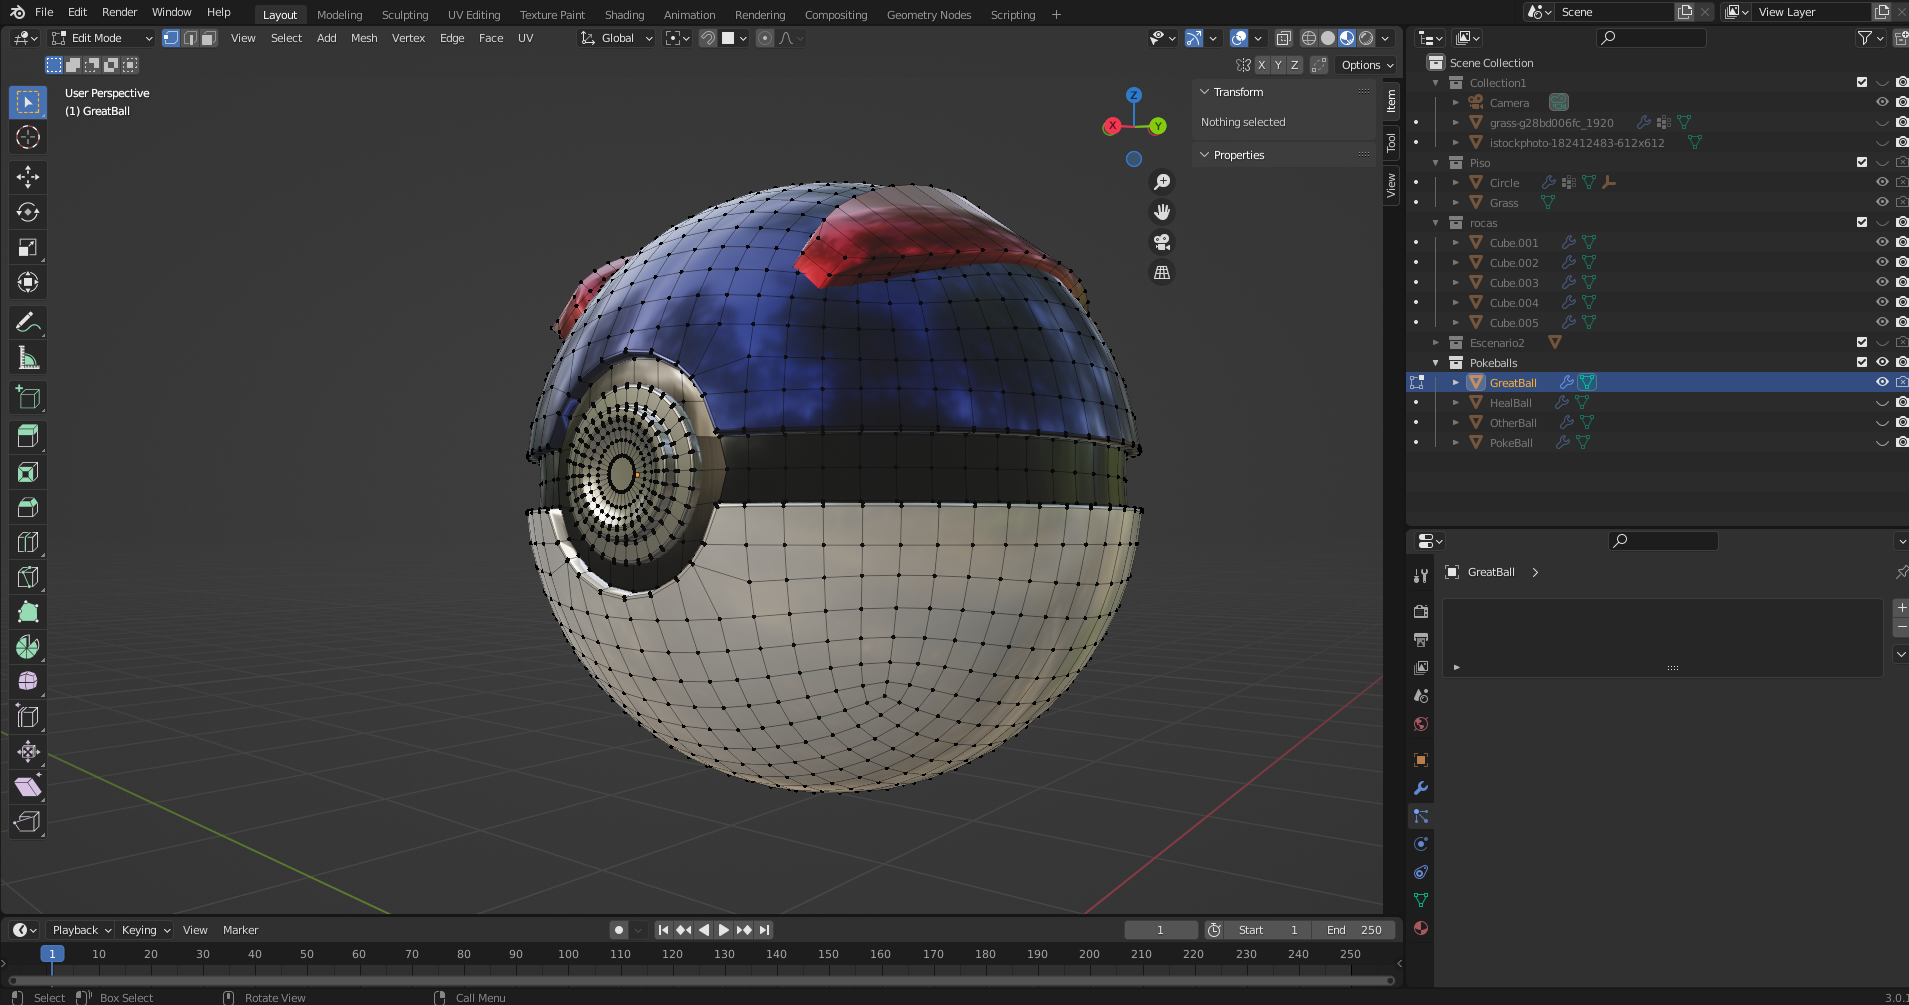 File Edit Render Window Help Layout Modeling Sculpting UV Editing Texture Paint Shading Animation Rendering Compositing Geometry Nodes Scripting + Scene View Layer
Edit Mode View Select Add Mesh Vertex Edge Face UV Global
X Y Z Options
User Perspective
(1) GreatBall
Z
X
Y
Transform
Nothing selected
Properties
Item
Tool
View
Scene Collection
Collection1
Camera
grass-g28bd006fc_1920
istockphoto-182412483-612x612
Piso
Circle
Grass
rocas
Cube.001
Cube.002
Cube.003
Cube.004
Cube.005
Escenario2
Pokeballs
GreatBall
HealBall
OtherBall
PokeBall
GreatBall
Playback Keying View Marker 1 Start 1 End 250
1 10 20 30 40 50 60 70 80 90 100 110 120 130 140 150 160 170 180 190 200 210 220 230 240 250
Select Box Select Rotate View Call Menu